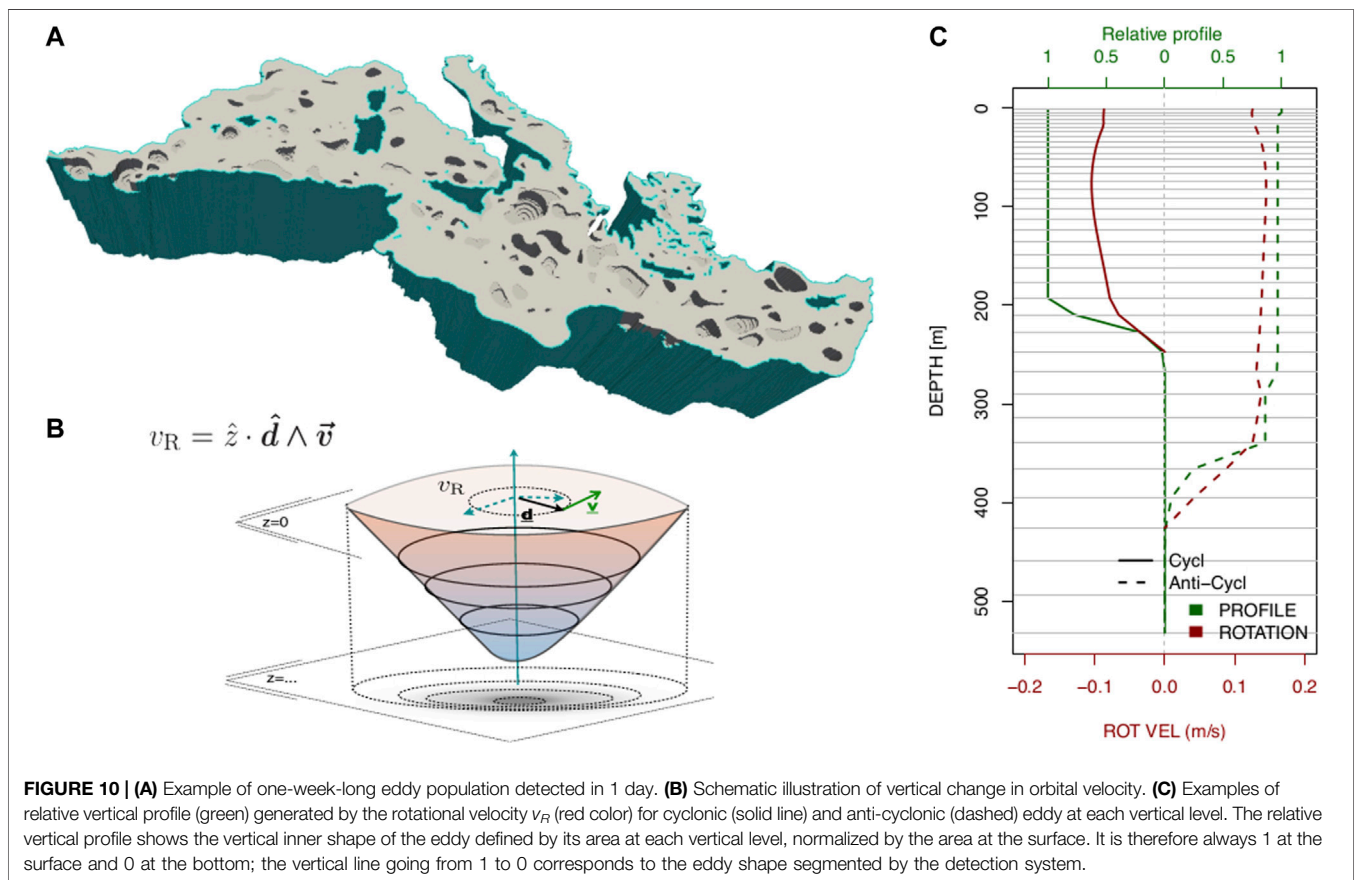 A
B
v_R = ẑ · d̂ ∧ v⃗
v_R
d
v
z=0
z=...
C
Relative profile
1 0.5 0 0.5 1
0
100
200
300
400
500
DEPTH [m]
Cycl
Anti-Cycl
PROFILE
ROTATION
−0.2 −0.1 0.0 0.1 0.2
ROT VEL (m/s)
FIGURE 10 | (A) Example of one-week-long eddy population detected in 1 day. (B) Schematic illustration of vertical change in orbital velocity. (C) Examples of
relative vertical profile (green) generated by the rotational velocity v_R (red color) for cyclonic (solid line) and anti-cyclonic (dashed) eddy at each vertical level. The relative
vertical profile shows the vertical inner shape of the eddy defined by its area at each vertical level, normalized by the area at the surface. It is therefore always 1 at the
surface and 0 at the bottom; the vertical line going from 1 to 0 corresponds to the eddy shape segmented by the detection system.